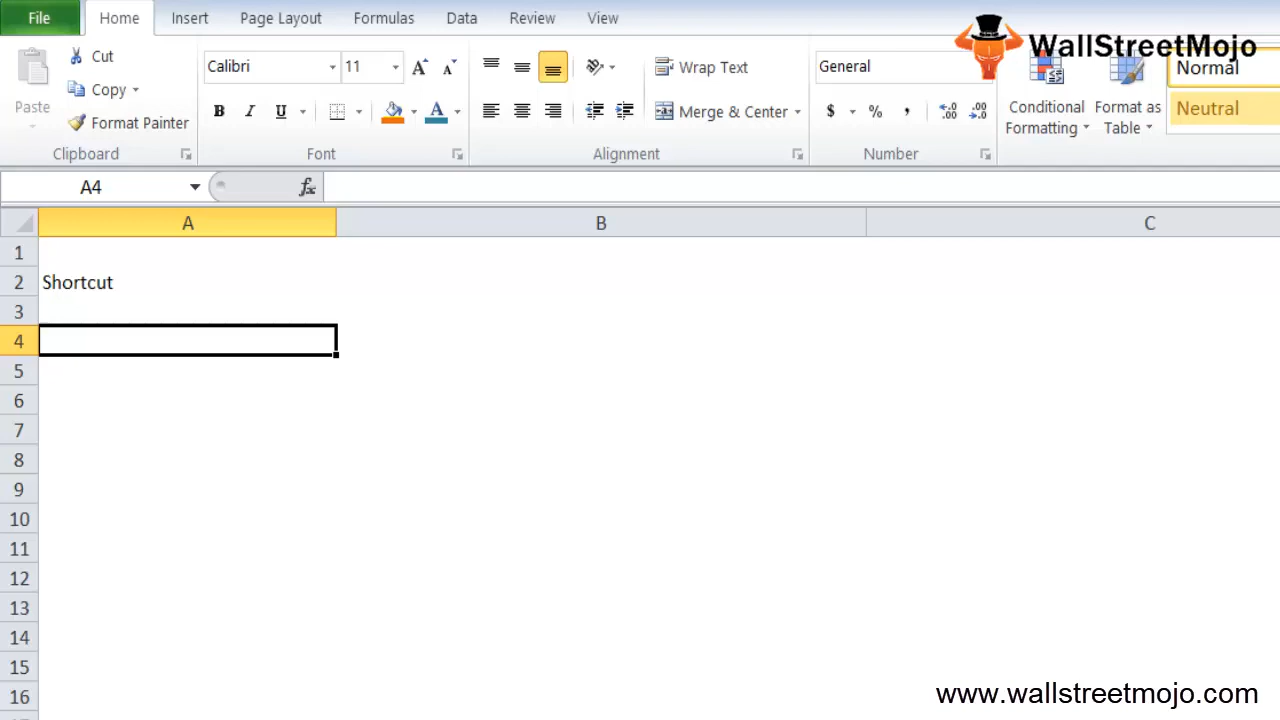 File Home Insert Page Layout Formulas Data Review View
WallStreetMojo
Cut
Calibri 11 Wrap Text General Normal
Copy
Paste B I U Merge & Center $ % , .00 .00 Conditional Formatting Format as Table Neutral
Format Painter
Clipboard Font Alignment Number
A4 fx
A B C
1
2 Shortcut
3
4
5
6
7
8
9
10
11
12
13
14
15
16
www.wallstreetmojo.com